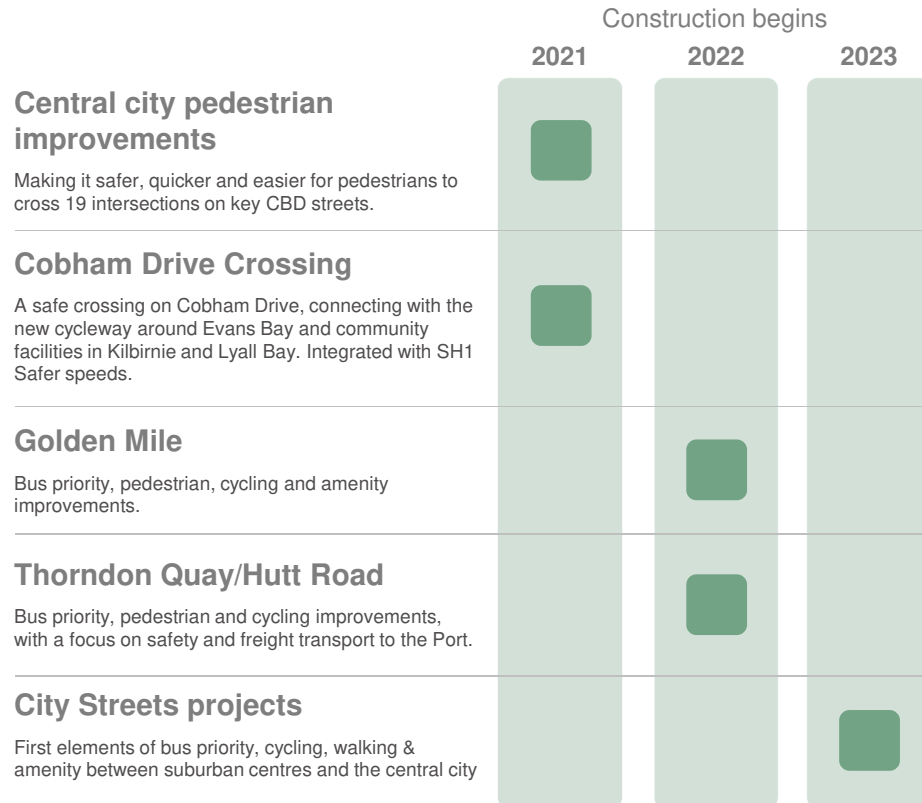 Construction begins
2021 2022 2023
Central city pedestrian
improvements
Making it safer, quicker and easier for pedestrians to
cross 19 intersections on key CBD streets.
Cobham Drive Crossing
A safe crossing on Cobham Drive, connecting with the
new cycleway around Evans Bay and community
facilities in Kilbirnie and Lyall Bay. Integrated with SH1
Safer speeds.
Golden Mile
Bus priority, pedestrian, cycling and amenity
improvements.
Thorndon Quay/Hutt Road
Bus priority, pedestrian and cycling improvements,
with a focus on safety and freight transport to the Port.
City Streets projects
First elements of bus priority, cycling, walking &
amenity between suburban centres and the central city